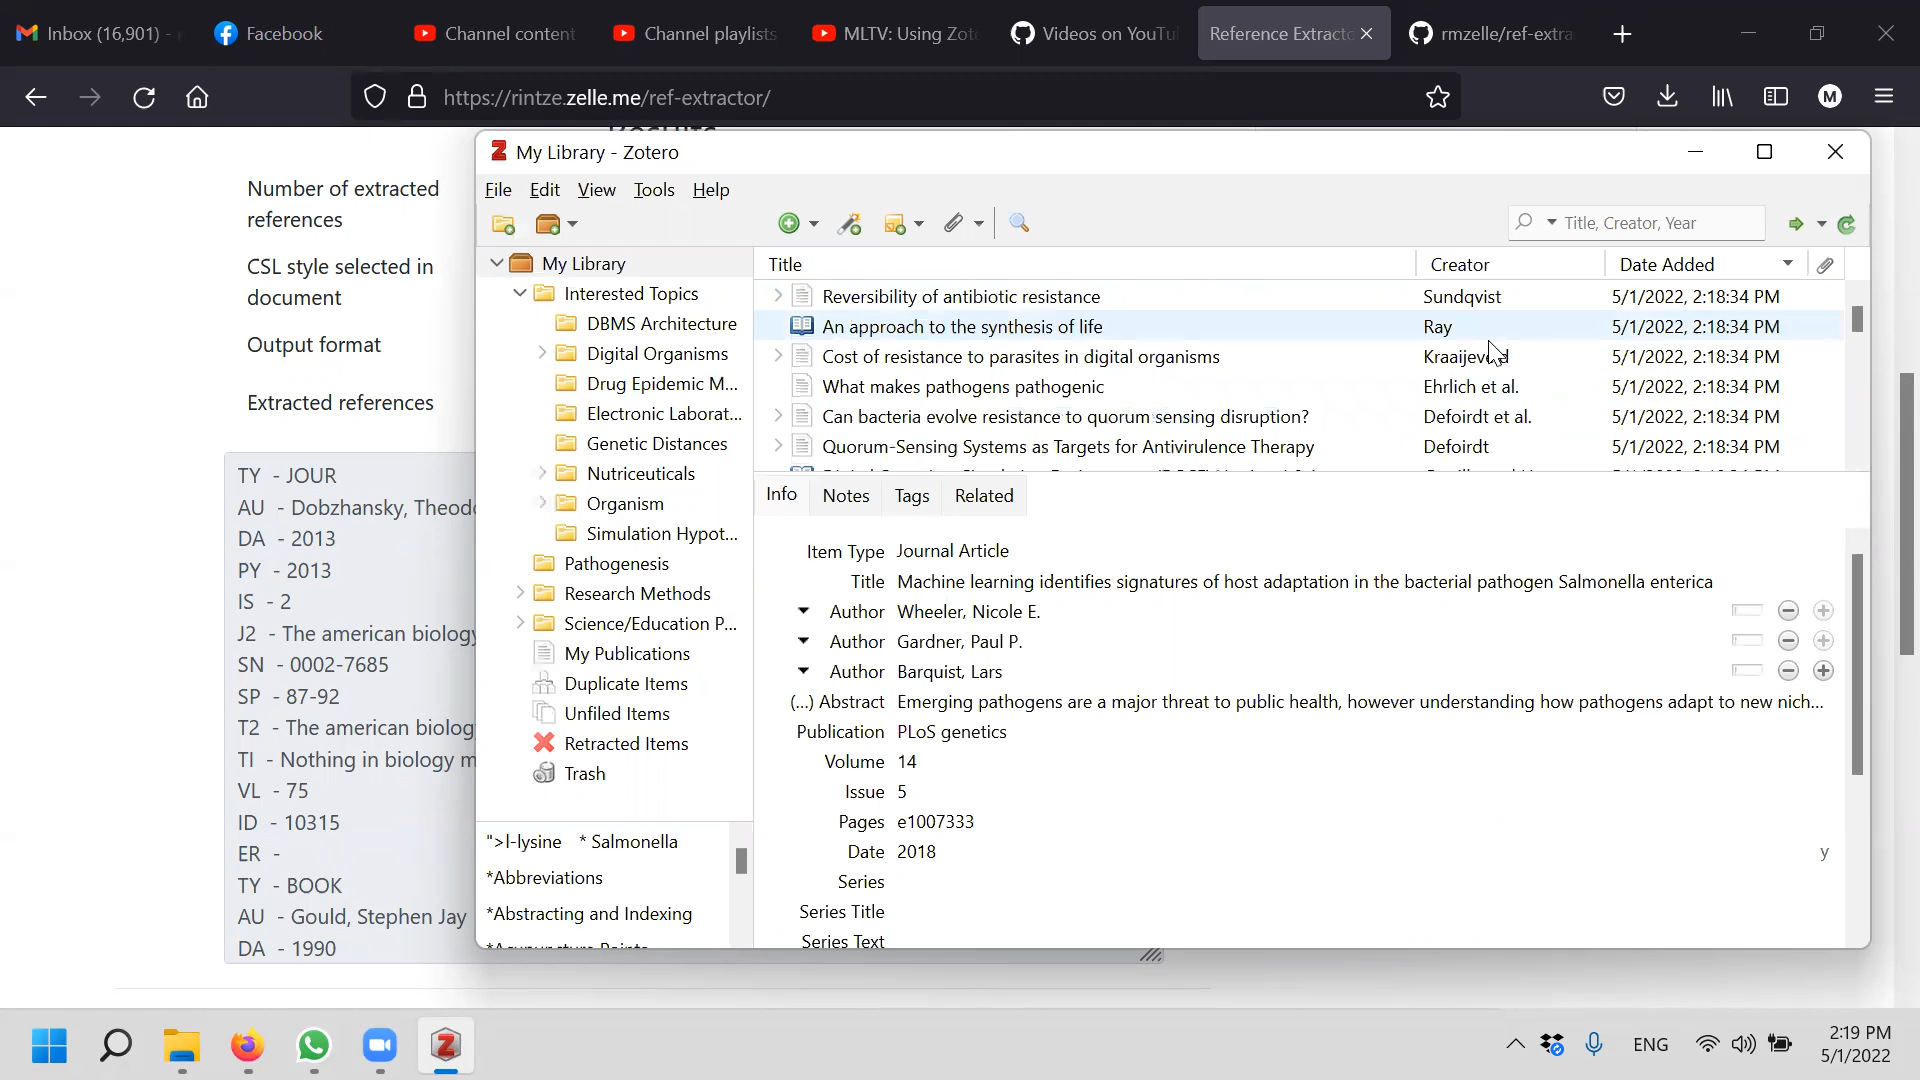 Inbox (16,901) -
Facebook
Channel content
Channel playlists
MLTV: Using Zot
Videos on YouTu
Reference Extract
rmzelle/ref-extra
https://rintze.zelle.me/ref-extractor/
M
Number of extracted
references
CSL style selected in
document
Output format
Extracted references
TY - JOUR
AU - Dobzhansky, Theod
DA - 2013
PY - 2013
IS - 2
J2 - The american biology
SN - 0002-7685
SP - 87-92
T2 - The american biolog
TI - Nothing in biology m
VL - 75
ID - 10315
ER -
TY - BOOK
AU - Gould, Stephen Jay
DA - 1990
My Library - Zotero
File Edit View Tools Help
Title, Creator, Year
My Library
Interested Topics
DBMS Architecture
Digital Organisms
Drug Epidemic M...
Electronic Laborat...
Genetic Distances
Nutriceuticals
Organism
Simulation Hypot...
Pathogenesis
Research Methods
Science/Education P...
My Publications
Duplicate Items
Unfiled Items
Retracted Items
Trash
">l-lysine * Salmonella
*Abbreviations
*Abstracting and Indexing
Title Creator Date Added
Reversibility of antibiotic resistance Sundqvist 5/1/2022, 2:18:34 PM
An approach to the synthesis of life Ray 5/1/2022, 2:18:34 PM
Cost of resistance to parasites in digital organisms Kraaijeveld 5/1/2022, 2:18:34 PM
What makes pathogens pathogenic Ehrlich et al. 5/1/2022, 2:18:34 PM
Can bacteria evolve resistance to quorum sensing disruption? Defoirdt et al. 5/1/2022, 2:18:34 PM
Quorum-Sensing Systems as Targets for Antivirulence Therapy Defoirdt 5/1/2022, 2:18:34 PM
Info Notes Tags Related
Item Type Journal Article
Title Machine learning identifies signatures of host adaptation in the bacterial pathogen Salmonella enterica
Author Wheeler, Nicole E.
Author Gardner, Paul P.
Author Barquist, Lars
(...) Abstract Emerging pathogens are a major threat to public health, however understanding how pathogens adapt to new nich...
Publication PLoS genetics
Volume 14
Issue 5
Pages e1007333
Date 2018 y
Series
Series Title
Series Text
ENG
2:19 PM
5/1/2022